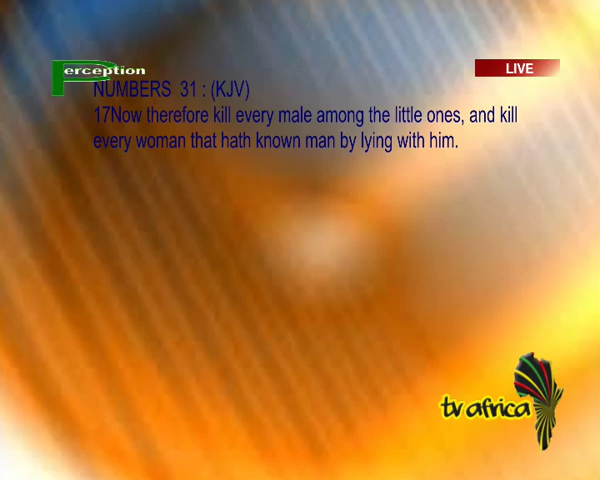 Perception
LIVE
NUMBERS 31 : (KJV)
17Now therefore kill every male among the little ones, and kill
every woman that hath known man by lying with him.
tv africa